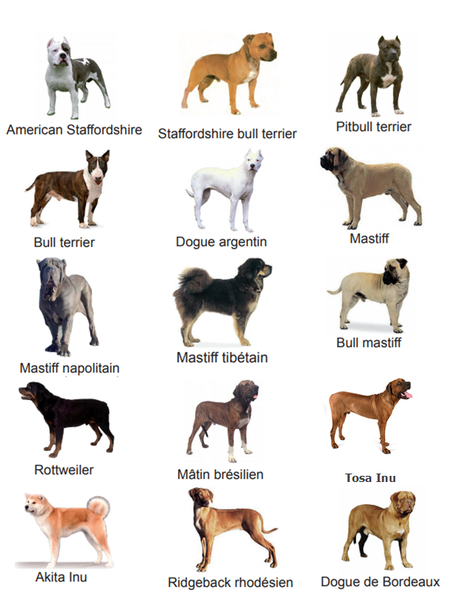 American Staffordshire
Staffordshire bull terrier
Pitbull terrier
Bull terrier
Dogue argentin
Mastiff
Mastiff napolitain
Mastiff tibétain
Bull mastiff
Rottweiler
Mâtin brésilien
Tosa Inu
Akita Inu
Ridgeback rhodésien
Dogue de Bordeaux